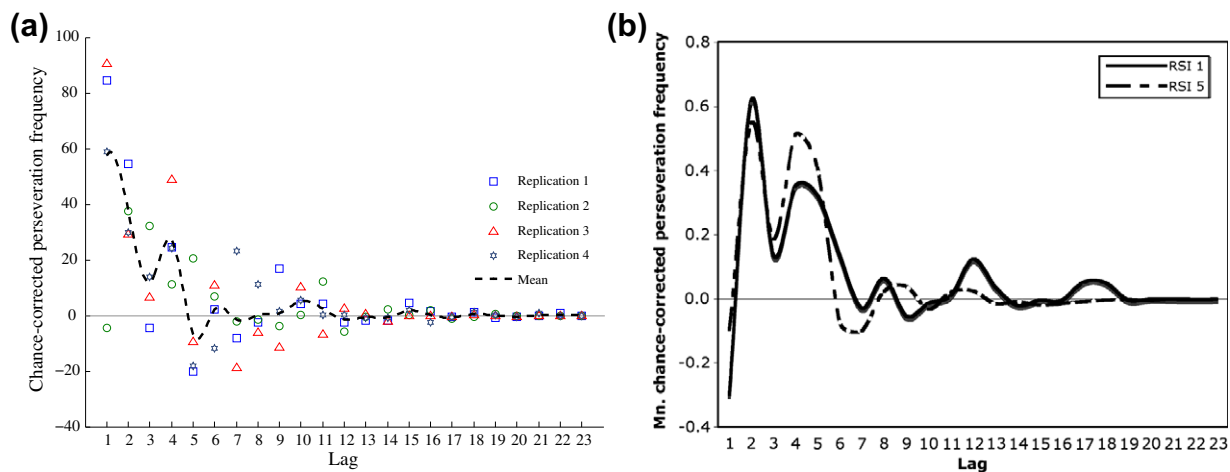 (a)
Chance-corrected perseveration frequency
100
80
60
40
20
0
−20
−40
1 2 3 4 5 6 7 8 9 10 11 12 13 14 15 16 17 18 19 20 21 22 23
Lag
Replication 1
Replication 2
Replication 3
Replication 4
Mean
(b)
Mn. chance-corrected perseveration frequency
0.8
0.6
0.4
0.2
0.0
-0.2
-0.4
1 2 3 4 5 6 7 8 9 10 11 12 13 14 15 16 17 18 19 20 21 22 23
Lag
RSI 1
RSI 5